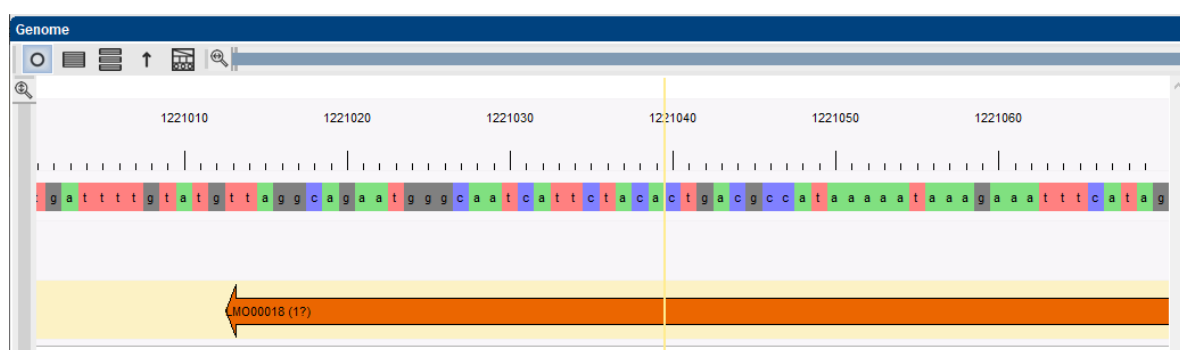 Genome
1221010 1221020 1221030 1221040 1221050 1221060
g a t t t t g t a t g t t a g g c a g a a t g g g c a a t c a t t c t a c a c t g a c g c c a t a a a a a t a a a g a a a t t t c a t a g
LMO00018 (1?)